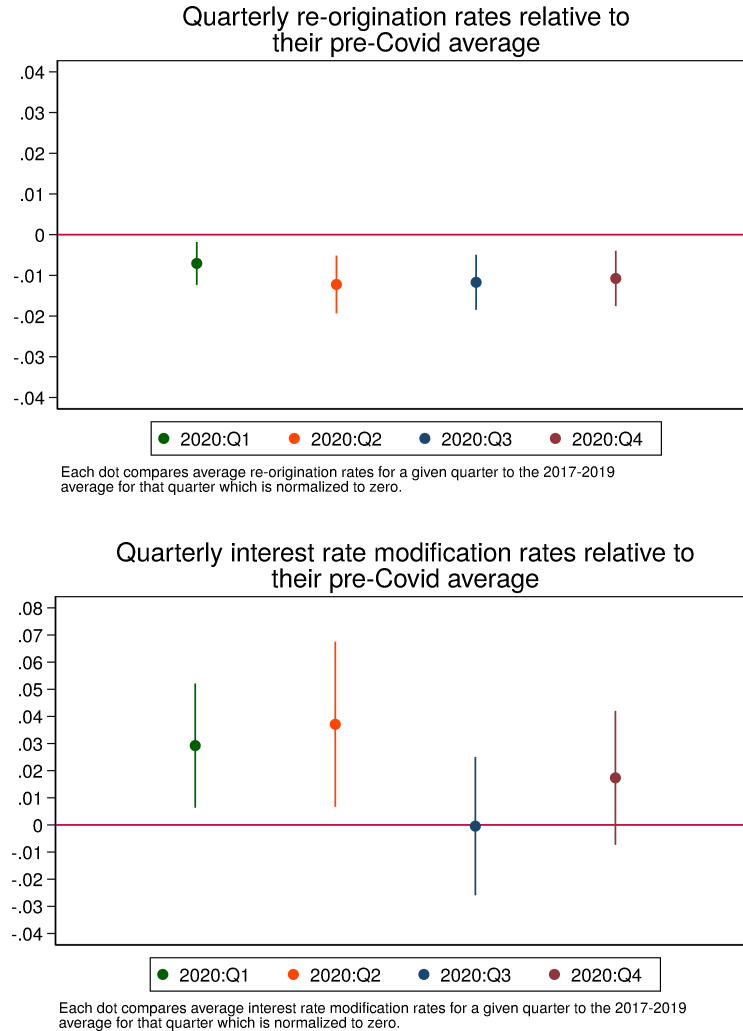 Quarterly re-origination rates relative to
their pre-Covid average
.04
.03
.02
.01
0
-.01
-.02
-.03
-.04
2020:Q1 2020:Q2 2020:Q3 2020:Q4
Each dot compares average re-origination rates for a given quarter to the 2017-2019
average for that quarter which is normalized to zero.
Quarterly interest rate modification rates relative to
their pre-Covid average
.08
.07
.06
.05
.04
.03
.02
.01
0
-.01
-.02
-.03
-.04
2020:Q1 2020:Q2 2020:Q3 2020:Q4
Each dot compares average interest rate modification rates for a given quarter to the 2017-2019
average for that quarter which is normalized to zero.